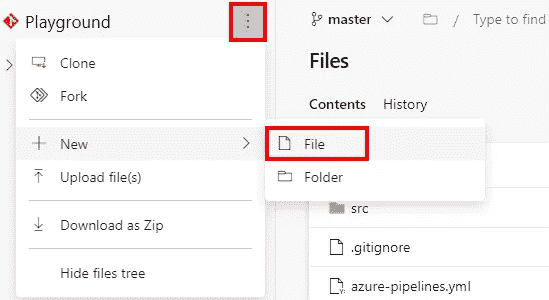 Playground
Clone
Fork
New
Upload file(s)
Download as Zip
Hide files tree
File
Folder
master
/ Type to find
Files
Contents History
src
.gitignore
azure-pipelines.yml